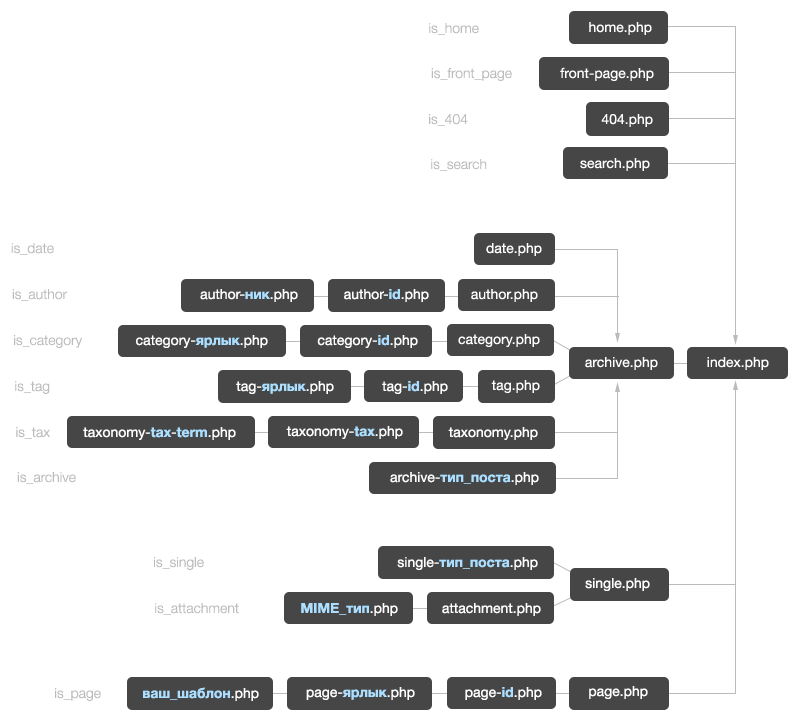 is_home home.php
is_front_page front-page.php
is_404 404.php
is_search search.php
is_date date.php
is_author author-ник.php author-id.php author.php
is_category category-ярлык.php category-id.php category.php
archive.php index.php
is_tag tag-ярлык.php tag-id.php tag.php
is_tax taxonomy-tax-term.php taxonomy-tax.php taxonomy.php
is_archive archive-тип_поста.php
is_single single-тип_поста.php
single.php
is_attachment MIME_тип.php attachment.php
is_page ваш_шаблон.php page-ярлык.php page-id.php page.php